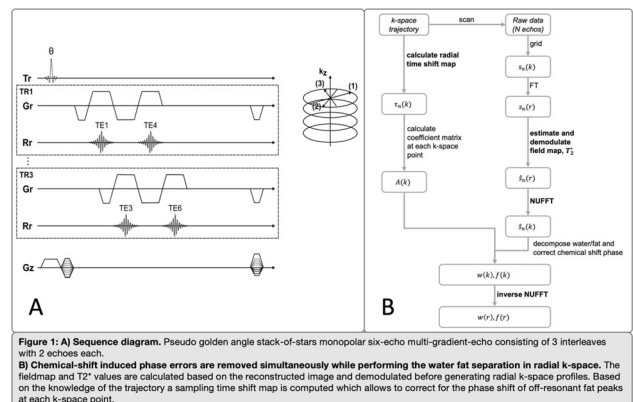 θ
Tr
TR1
Gr
TE1 TE4
Rr
TR3
Gr
TE3 TE6
Rr
Gz
A
kz
(3) (1)
(2)
k-space
trajectory
scan
Raw data
(N echos)
grid
calculate radial
time shift map
sₙ(k)
FT
τₙ(k)
sₙ(r)
calculate
coefficient matrix
at each k-space
point
estimate and
demodulate
field map, T₂*
A(k)
ŝₙ(r)
NUFFT
ŝₙ(k)
decompose water/fat and
correct chemical shift phase
w(k), f(k)
inverse NUFFT
w(r), f(r)
B
Figure 1: A) Sequence diagram. Pseudo golden angle stack-of-stars monopolar six-echo multi-gradient-echo consisting of 3 interleaves
with 2 echoes each.
B) Chemical-shift induced phase errors are removed simultaneously while performing the water fat separation in radial k-space. The
fieldmap and T2* values are calculated based on the reconstructed image and demodulated before generating radial k-space profiles. Based
on the knowledge of the trajectory a sampling time shift map is computed which allows to correct for the phase shift of off-resonant fat peaks
at each k-space point.